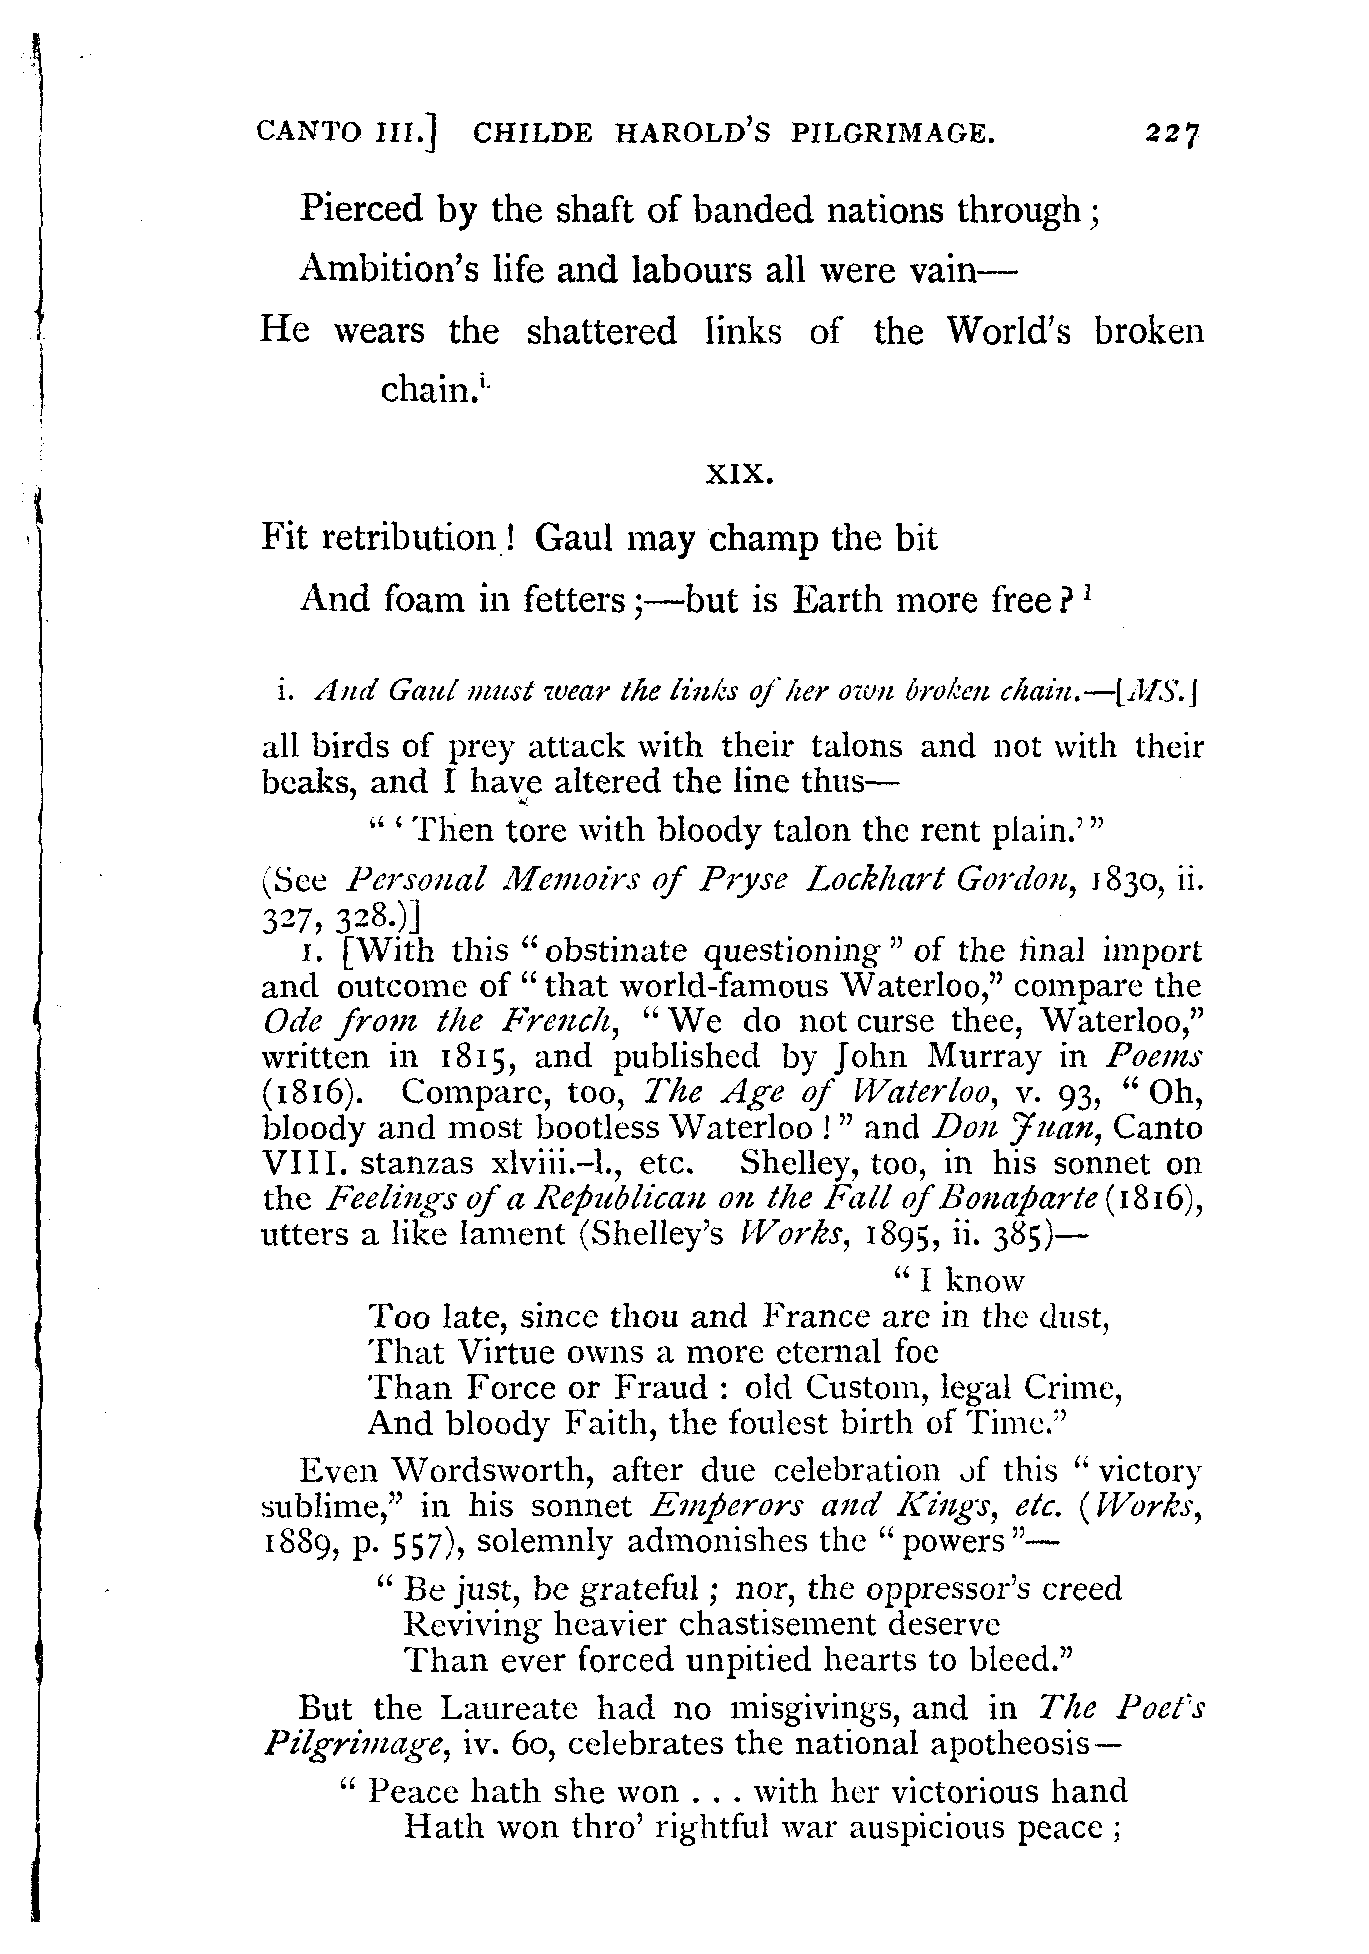 CANTO III.] CHILDE HAROLD'S PILGRIMAGE. 227
Pierced by the shaft of banded nations through;
Ambition's life and labours all were vain—
He wears the shattered links of the World's broken
chain.i.
XIX.
Fit retribution! Gaul may champ the bit
And foam in fetters;—but is Earth more free? 1
i. And Gaul must wear the links of her own broken chain.—[MS.]
all birds of prey attack with their talons and not with their
beaks, and I have altered the line thus—
"'Then tore with bloody talon the rent plain.'"
(See Personal Memoirs of Pryse Lockhart Gordon, 1830, ii.
327, 328.)]
1. [With this "obstinate questioning" of the final import
and outcome of "that world-famous Waterloo," compare the
Ode from the French, "We do not curse thee, Waterloo,"
written in 1815, and published by John Murray in Poems
(1816). Compare, too, The Age of Waterloo, v. 93, "Oh,
bloody and most bootless Waterloo!" and Don Juan, Canto
VIII. stanzas xlviii.-l., etc. Shelley, too, in his sonnet on
the Feelings of a Republican on the Fall of Bonaparte (1816),
utters a like lament (Shelley's Works, 1895, ii. 385)—
"I know
Too late, since thou and France are in the dust,
That Virtue owns a more eternal foe
Than Force or Fraud: old Custom, legal Crime,
And bloody Faith, the foulest birth of Time."
Even Wordsworth, after due celebration of this "victory
sublime," in his sonnet Emperors and Kings, etc. (Works,
1889, p. 557), solemnly admonishes the "powers"—
"Be just, be grateful; nor, the oppressor's creed
Reviving heavier chastisement deserve
Than ever forced unpitied hearts to bleed."
But the Laureate had no misgivings, and in The Poet's
Pilgrimage, iv. 60, celebrates the national apotheosis—
"Peace hath she won . . . with her victorious hand
Hath won thro' rightful war auspicious peace;